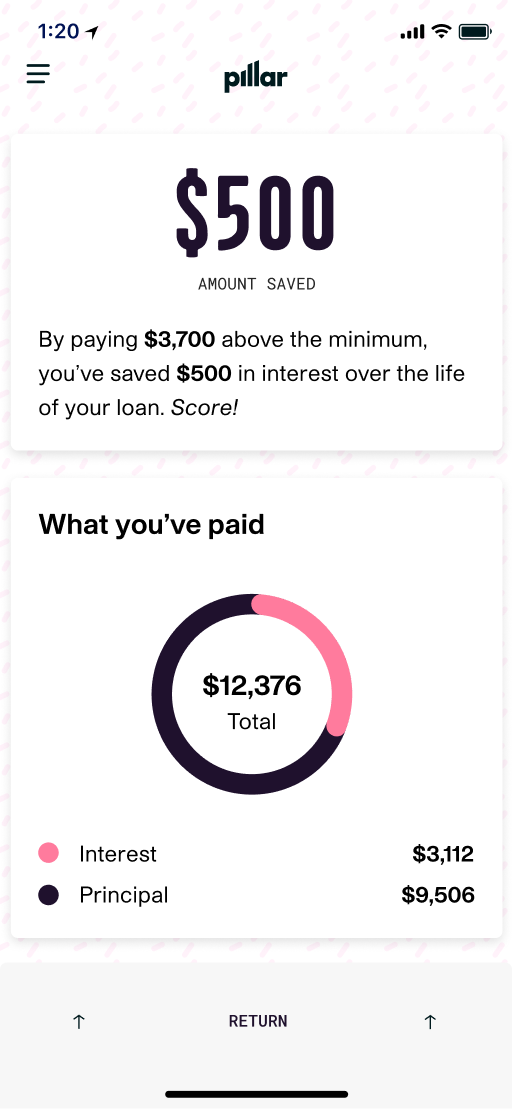 1:20
pillar
$500
AMOUNT SAVED
By paying $3,700 above the minimum,
you’ve saved $500 in interest over the life
of your loan. Score!
What you’ve paid
$12,376
Total
Interest $3,112
Principal $9,506
↑ RETURN ↑